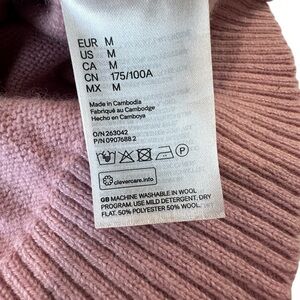 EUR M
US M
CA M
CN 175/100A
MX M
Made in Cambodia
Fabriqué au Cambodge
Hecho en Camboya
O/N 263042
P/N 0907688 2
P
clevercare.info
GB MACHINE WASHABLE IN WOOL
PROGRAM. USE MILD DETERGENT; DRY
FLAT. 50% POLYESTER 50% WOOL.